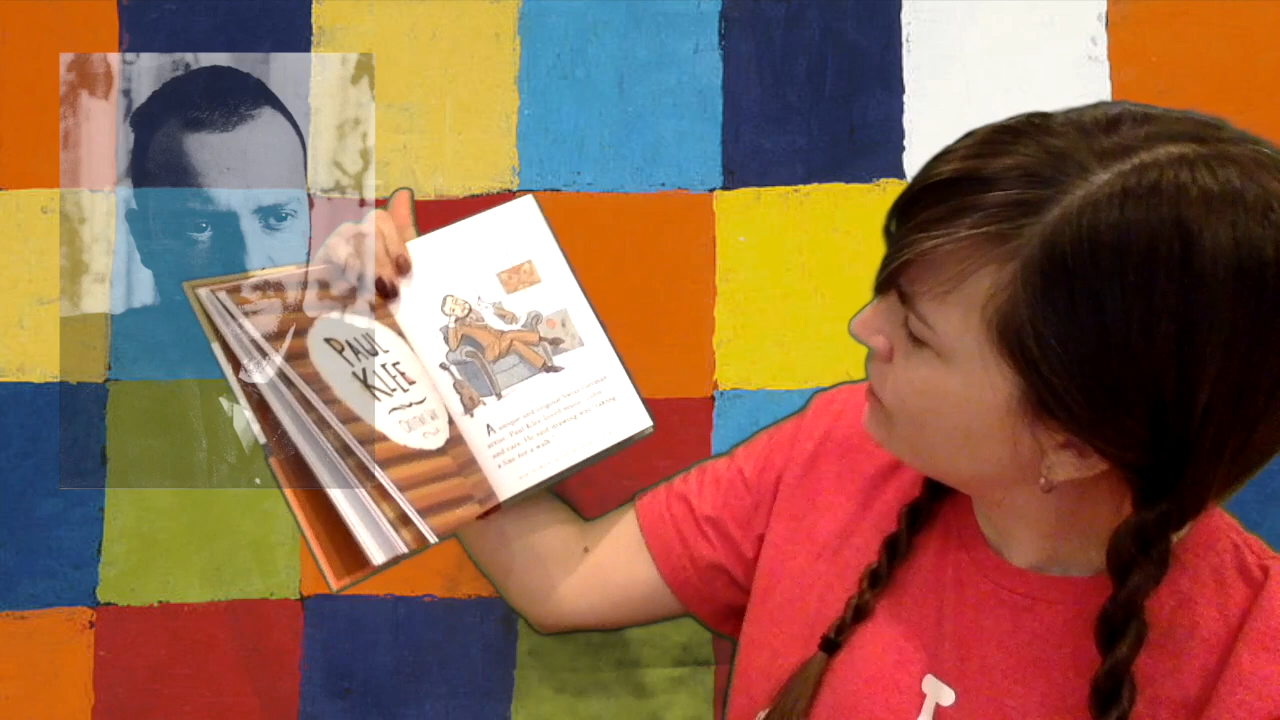 PAUL
KLEE
A unique and original Swiss German
artist, Paul Klee loved music,
and cats. He said drawing was taking
a line for a walk.